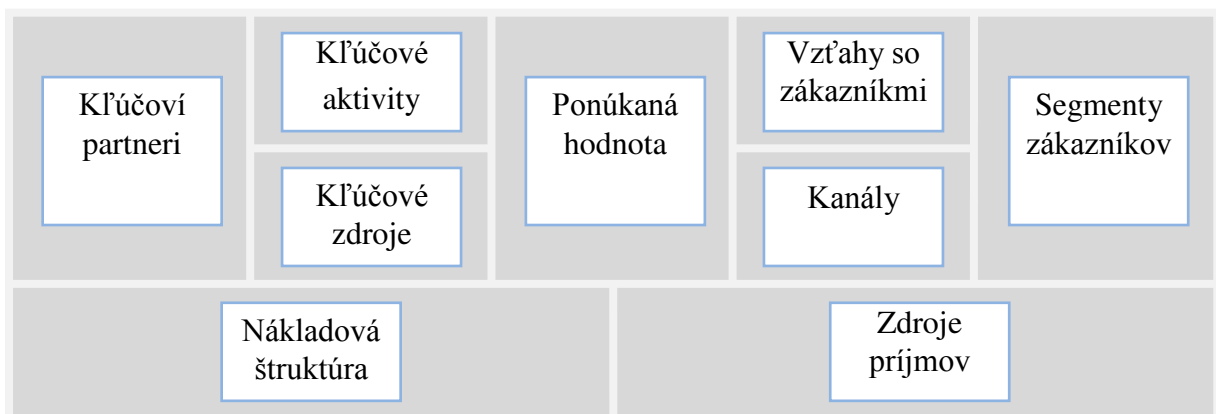 Kľúčoví
partneri
Kľúčové
aktivity
Kľúčové
zdroje
Ponúkaná
hodnota
Vzťahy so
zákazníkmi
Kanály
Segmenty
zákazníkov
Nákladová
štruktúra
Zdroje
príjmov